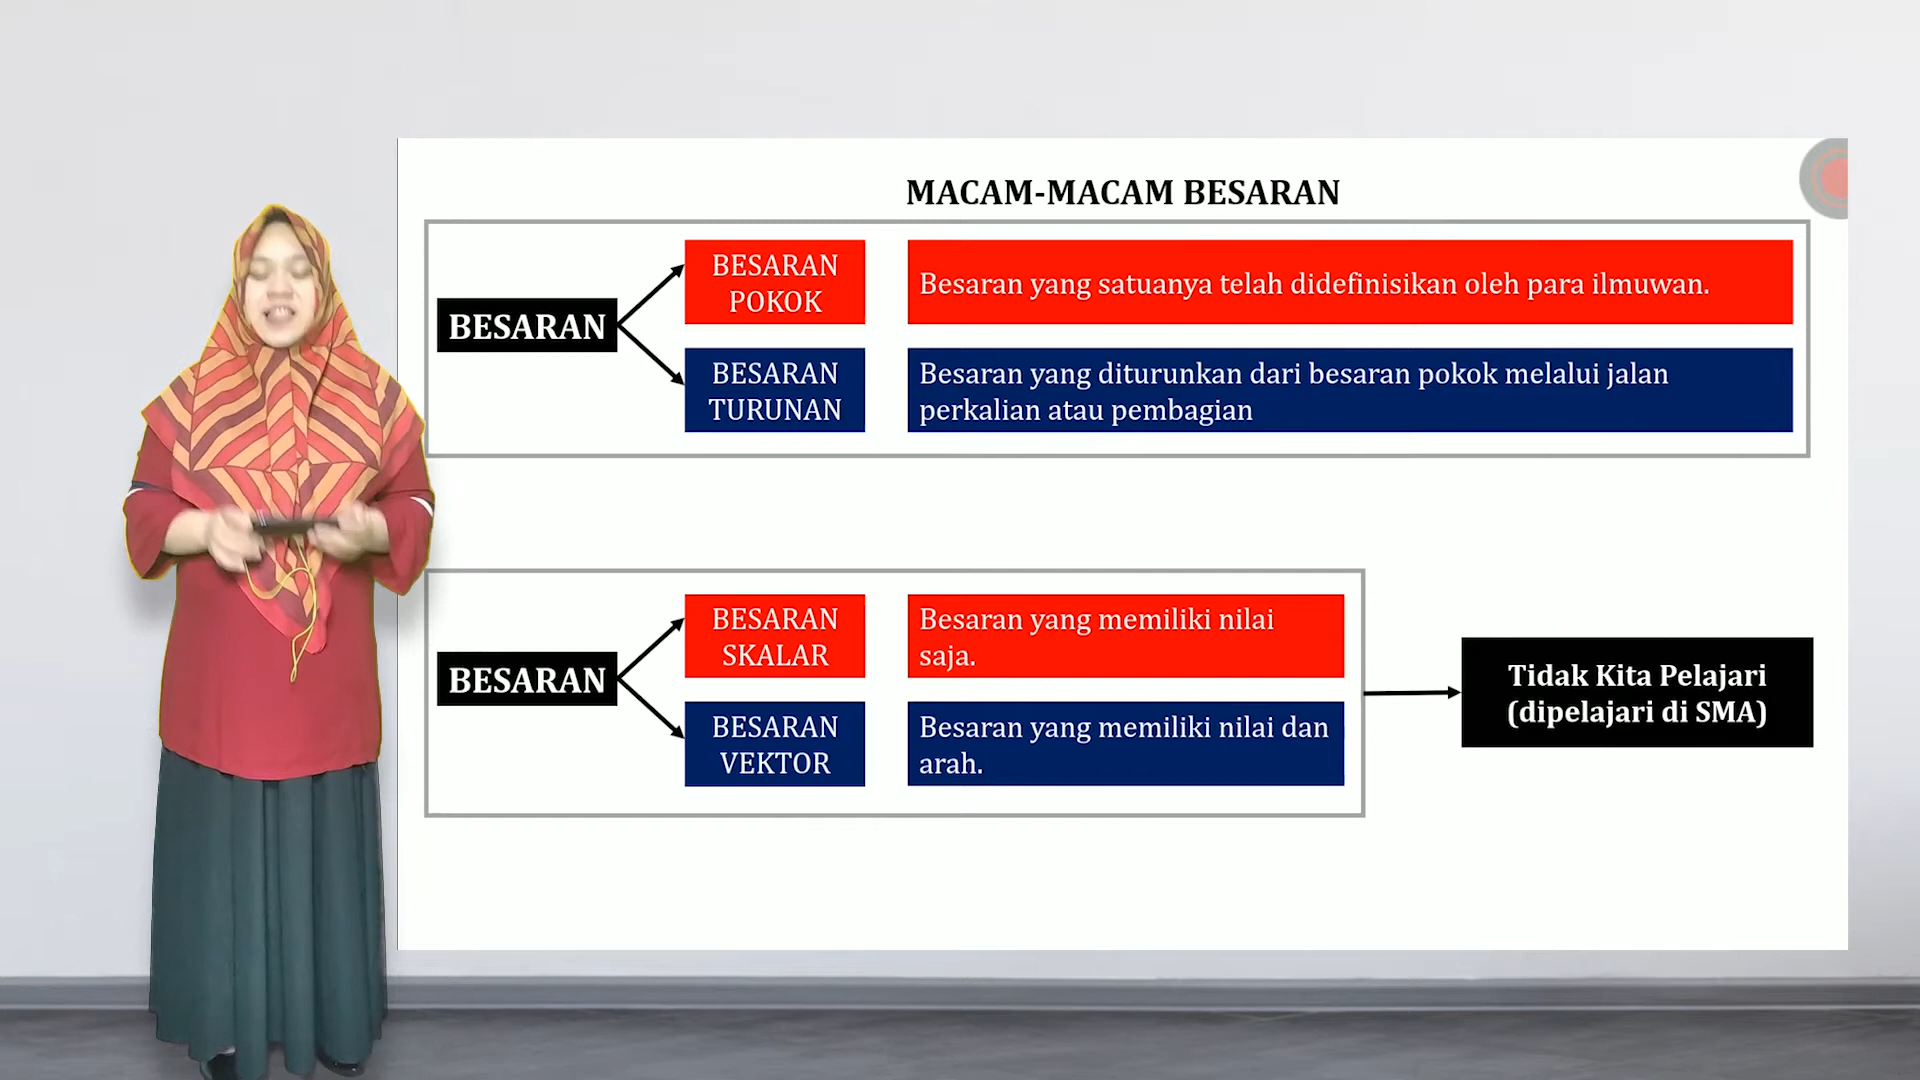 MACAM-MACAM BESARAN
BESARAN
BESARAN
POKOK
Besaran yang satuanya telah didefinisikan oleh para ilmuwan.
BESARAN
TURUNAN
Besaran yang diturunkan dari besaran pokok melalui jalan
perkalian atau pembagian
BESARAN
BESARAN
SKALAR
Besaran yang memiliki nilai
saja.
BESARAN
VEKTOR
Besaran yang memiliki nilai dan
arah.
Tidak Kita Pelajari
(dipelajari di SMA)